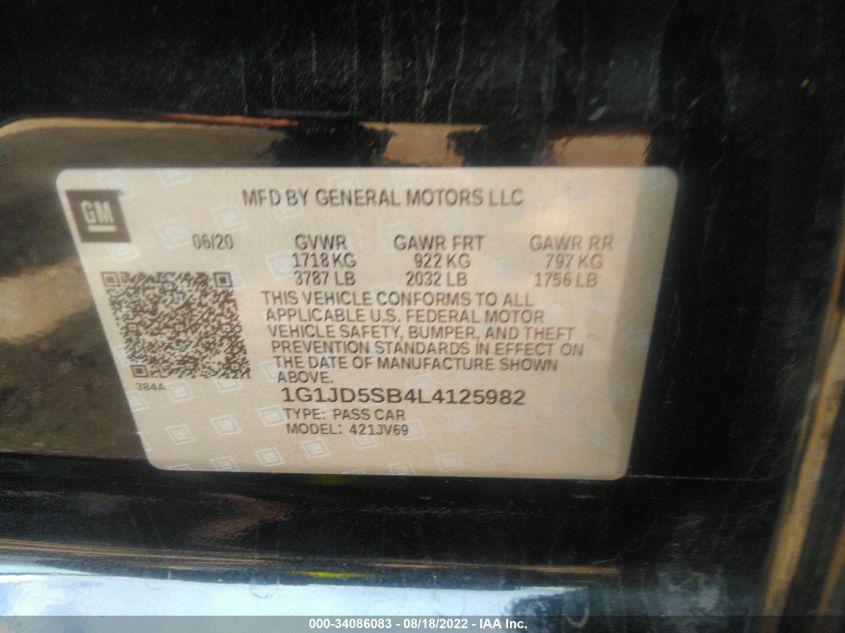 MFD BY GENERAL MOTORS LLC
GM
06/20 GVWR GAWR FRT GAWR RR
1718 KG 922 KG 797 KG
3787 LB 2032 LB 1756 LB
THIS VEHICLE CONFORMS TO ALL
APPLICABLE U.S. FEDERAL MOTOR
VEHICLE SAFETY, BUMPER, AND THEFT
PREVENTION STANDARDS IN EFFECT ON
THE DATE OF MANUFACTURE SHOWN
ABOVE.
384A
1G1JD5SB4L4125982
TYPE: PASS CAR
MODEL: 421JV69
000-34086083 - 08/18/2022 - IAA Inc.